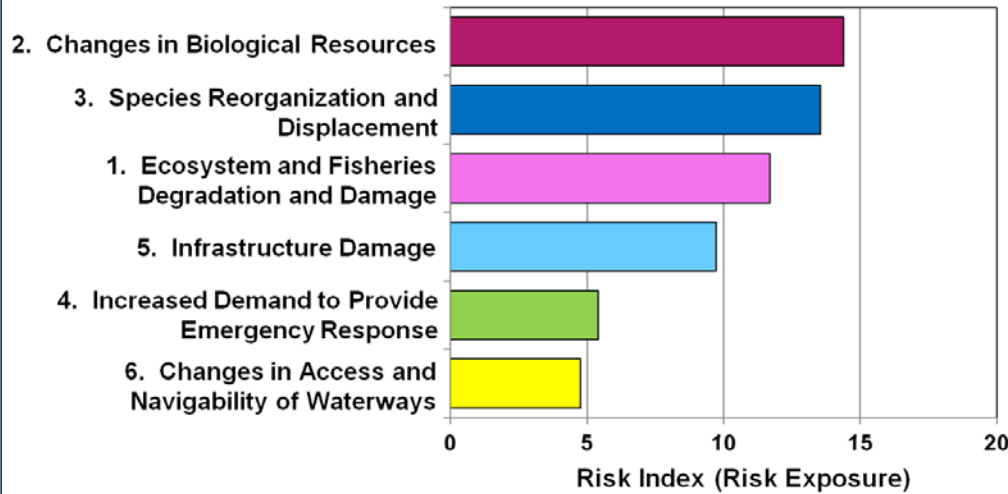 2. Changes in Biological Resources
3. Species Reorganization and
Displacement
1. Ecosystem and Fisheries
Degradation and Damage
5. Infrastructure Damage
4. Increased Demand to Provide
Emergency Response
6. Changes in Access and
Navigability of Waterways
0 5 10 15 20
Risk Index (Risk Exposure)